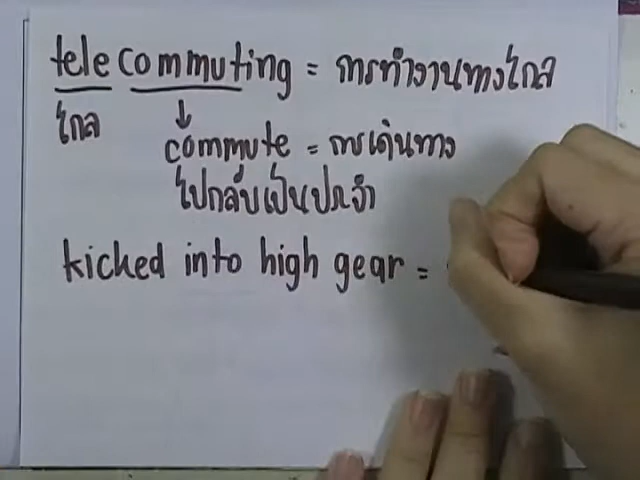 telecommuting = การทำงานทางไกล
ไกล
commute = การเดินทาง
ไปกลับเป็นประจำ
kicked into high gear =